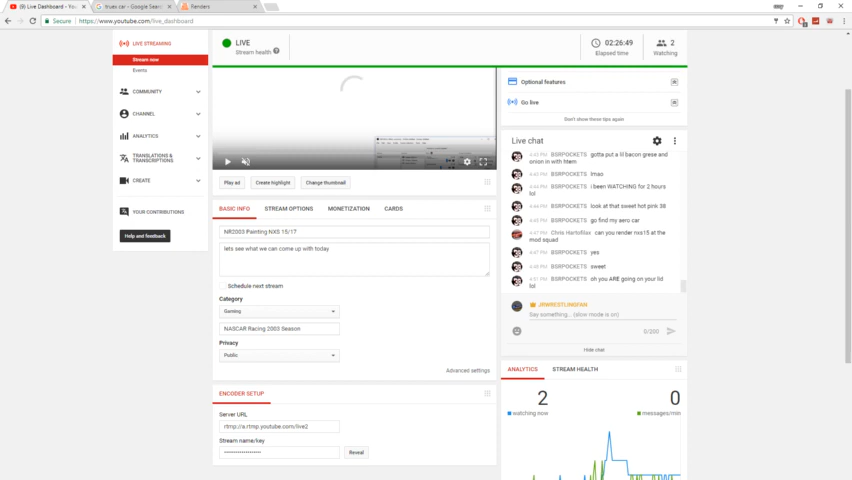 Live Dashboard - Yo
truex car - Google Searc
Renders
Secure
https://www.youtube.com/live_dashboard
LIVE STREAMING
Stream now
Events
COMMUNITY
CHANNEL
ANALYTICS
TRANSLATIONS &
TRANSCRIPTIONS
CREATE
YOUR CONTRIBUTIONS
Help and feedback
LIVE
Stream health
02:26:49
Elapsed time
2
Watching
Play ad
Create highlight
Change thumbnail
BASIC INFO
STREAM OPTIONS
MONETIZATION
CARDS
NR2003 Painting NXS 15/17
lets see what we can come up with today
Schedule next stream
Category
Gaming
NASCAR Racing 2003 Season
Privacy
Public
Advanced settings
ENCODER SETUP
Server URL
rtmp://a.rtmp.youtube.com/live2
Stream name/key
Reveal
Optional features
Go live
Don't show these tips again
Live chat
4:43 PM BSRPOCKETS gotta put a lil bacon grese and
onion in with htem
4:43 PM BSRPOCKETS lmao
4:44 PM BSRPOCKETS i been WATCHING for 2 hours
lol
4:44 PM BSRPOCKETS look at that sweet hot pink 38
4:45 PM BSRPOCKETS go find my aero car
4:47 PM Chris Hartofilax can you render nxs15 at the
mod squad
4:47 PM BSRPOCKETS yes
4:48 PM BSRPOCKETS sweet
4:51 PM BSRPOCKETS oh you ARE going on your lid
lol
JRWRESTLINGFAN
Say something... (slow mode is on)
0/200
Hide chat
ANALYTICS
STREAM HEALTH
2
watching now
0
messages/min